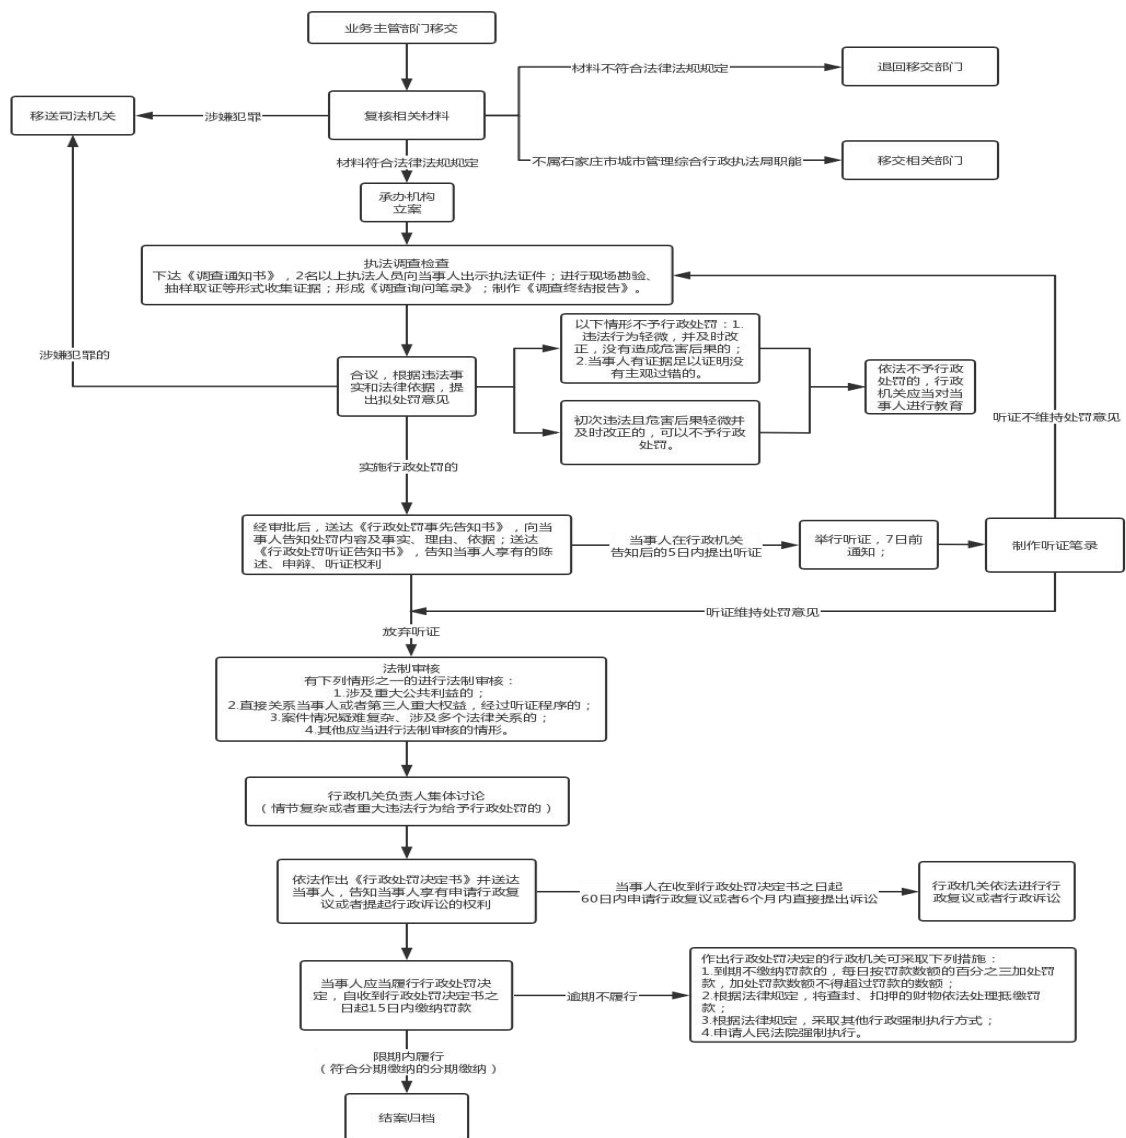 业务主管部门移交
材料不符合法律法规规定
退回移交部门
移送司法机关
涉嫌犯罪
复核相关材料
材料符合法律法规规定
不属石家庄市城市管理综合行政执法局职能
移交相关部门
承办机构
立案
执法调查检查
下达《调查通知书》，2名以上执法人员向当事人出示执法证件；进行现场勘验、
抽样取证等形式收集证据；形成《调查询问笔录》；制作《调查终结报告》。
涉嫌犯罪的
合议，根据违法事
实和法律依据，提
出拟处罚意见
以下情形不予行政处罚：1.
违法行为轻微，并及时改
正，没有造成危害后果的；
2.当事人有证据足以证明没
有主观过错的。
初次违法且危害后果轻微并
及时改正的，可以不予行政
处罚。
依法不予行政
处罚的，行政
机关应当对当
事人进行教育
听证不维持处罚意见
实施行政处罚的
经审批后，送达《行政处罚事先告知书》，向当
事人告知处罚内容及事实、理由、依据；送达
《行政处罚听证告知书》，告知当事人享有的陈
述、申辩、听证权利
当事人在行政机关
告知后的5日内提出听证
举行听证，7日前
通知；
制作听证笔录
听证维持处罚意见
放弃听证
法制审核
有下列情形之一的进行法制审核：
1.涉及重大公共利益的；
2.直接关系当事人或者第三人重大权益，经过听证程序的；
3.案件情况疑难复杂、涉及多个法律关系的；
4.其他应当进行法制审核的情形。
行政机关负责人集体讨论
（情节复杂或者重大违法行为给予行政处罚的）
依法作出《行政处罚决定书》并送达
当事人，告知当事人享有申请行政复
议或者提起行政诉讼的权利
当事人在收到行政处罚决定书之日起
60日内申请行政复议或者6个月内直接提出诉讼
行政机关依法进行行
政复议或者行政诉讼
当事人应当履行行政处罚决
定，自收到行政处罚决定书之
日起15日内缴纳罚款
逾期不履行
作出行政处罚决定的行政机关可采取下列措施：
1.到期不缴纳罚款的，每日按罚款数额的百分之三加处罚
款，加处罚款数额不得超过罚款的数额；
2.根据法律规定，将查封、扣押的财物依法处理抵缴罚
款；
3.根据法律规定，采取其他行政强制执行方式；
4.申请人民法院强制执行。
限期内履行
（符合分期缴纳的分期缴纳）
结案归档